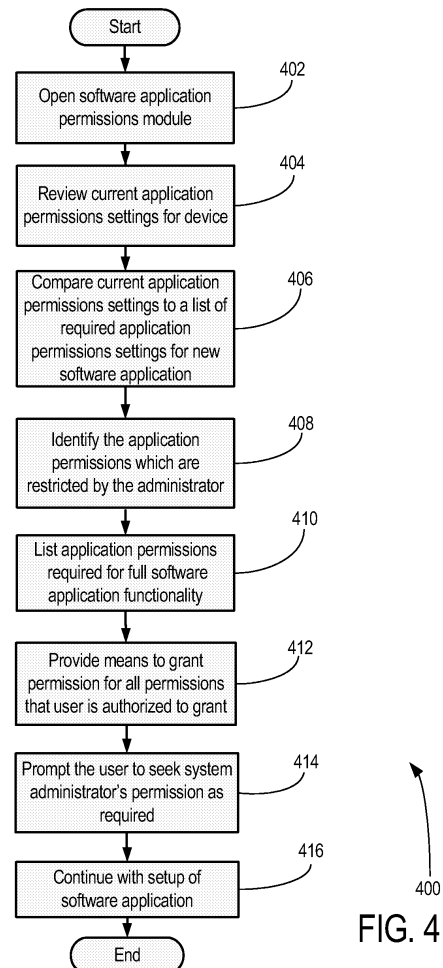 Start
402
Open software application
permissions module
404
Review current application
permissions settings for device
406
Compare current application
permissions settings to a list of
required application
permissions settings for new
software application
408
Identify the application
permissions which are
restricted by the administrator
410
List application permissions
required for full software
application functionality
412
Provide means to grant
permission for all permissions
that user is authorized to grant
414
Prompt the user to seek system
administrator's permission as
required
416
Continue with setup of
software application
400
End
FIG. 4